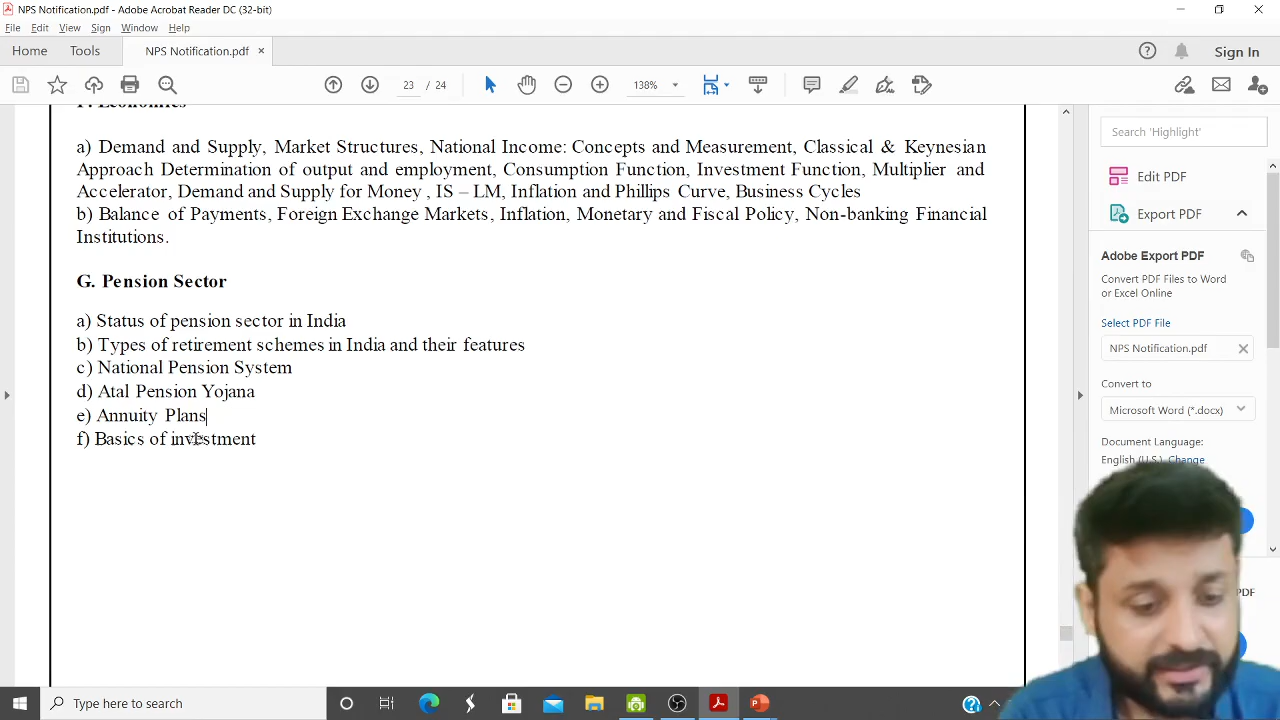 NPS Notification.pdf - Adobe Acrobat Reader DC (32-bit)
File Edit View Sign Window Help
Home Tools NPS Notification.pdf × Sign In
23 / 24 138%
F. Economics
a) Demand and Supply, Market Structures, National Income: Concepts and Measurement, Classical & Keynesian
Approach Determination of output and employment, Consumption Function, Investment Function, Multiplier and
Accelerator, Demand and Supply for Money , IS – LM, Inflation and Phillips Curve, Business Cycles
b) Balance of Payments, Foreign Exchange Markets, Inflation, Monetary and Fiscal Policy, Non-banking Financial
Institutions.
G. Pension Sector
a) Status of pension sector in India
b) Types of retirement schemes in India and their features
c) National Pension System
d) Atal Pension Yojana
e) Annuity Plans
f) Basics of investment
Search 'Highlight'
Edit PDF
Export PDF
Adobe Export PDF
Convert PDF Files to Word
or Excel Online
Select PDF File
NPS Notification.pdf
Convert to
Microsoft Word (*.docx)
Document Language:
English (U.S.) Change
PDF
Type here to search